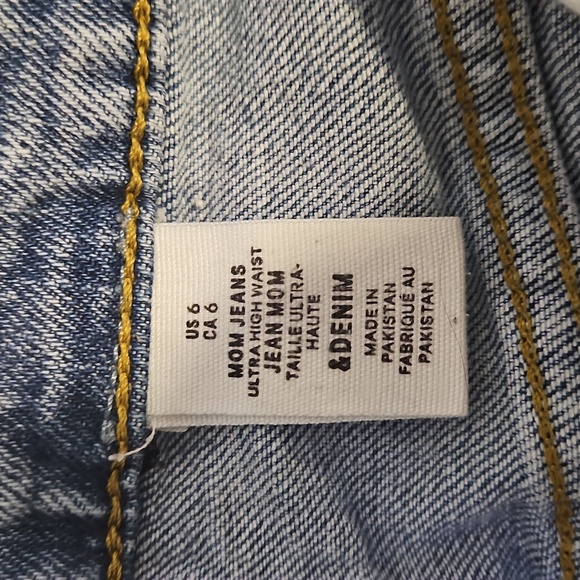 US 6
CA 6
MOM JEANS
ULTRA HIGH WAIST
JEAN MOM
TAILLE ULTRA-
HAUTE
&DENIM
MADE IN
PAKISTAN
FABRIQUÉ AU
PAKISTAN